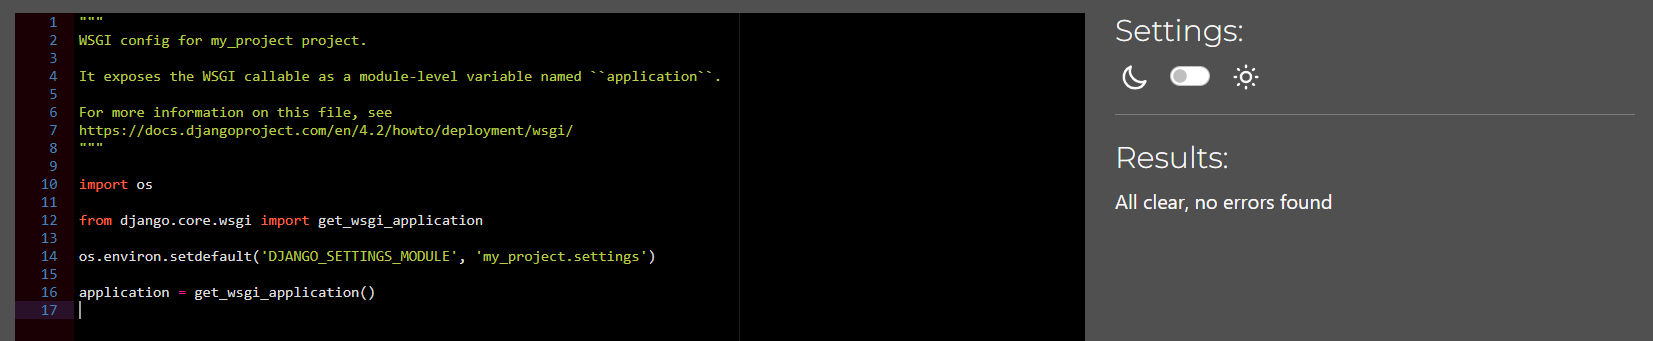 1 """
2 WSGI config for my_project project.
3
4 It exposes the WSGI callable as a module-level variable named ``application``.
5
6 For more information on this file, see
7 https://docs.djangoproject.com/en/4.2/howto/deployment/wsgi/
8 """
9
10 import os
11
12 from django.core.wsgi import get_wsgi_application
13
14 os.environ.setdefault('DJANGO_SETTINGS_MODULE', 'my_project.settings')
15
16 application = get_wsgi_application()
17
Settings:
Results:
All clear, no errors found